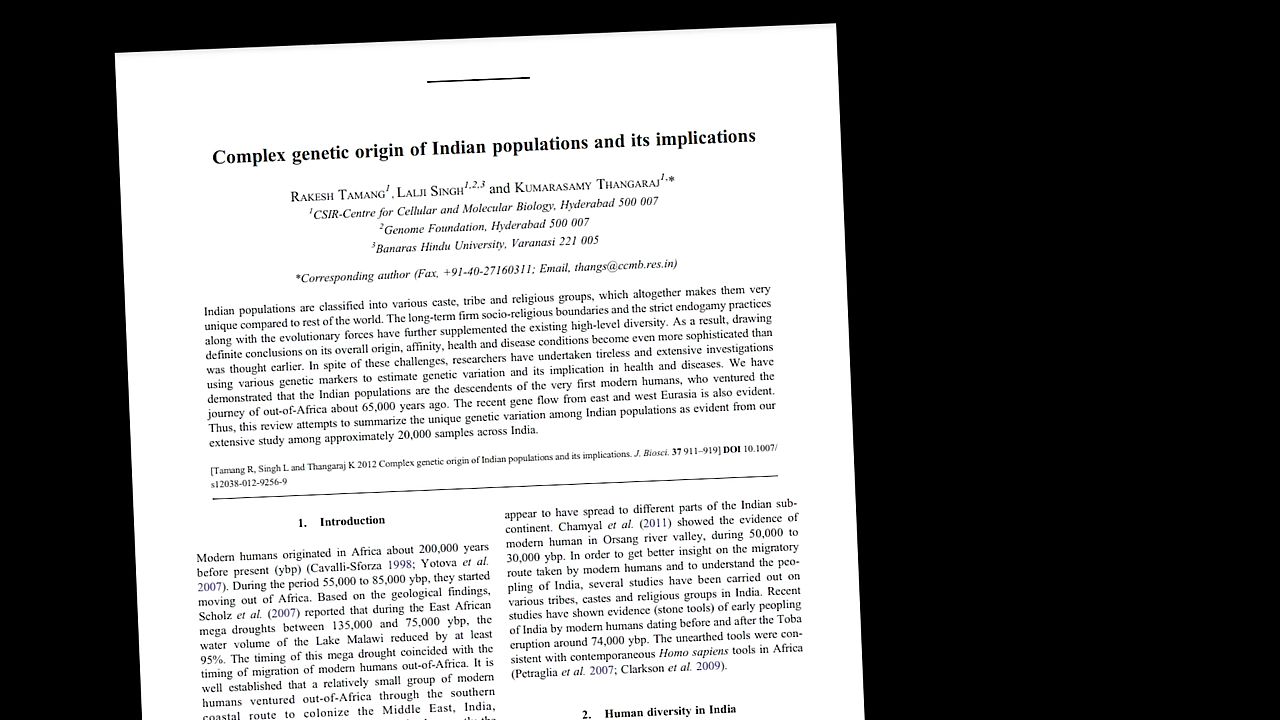 Complex genetic origin of Indian populations and its implications
RAKESH TAMANG1, LALJI SINGH1,2,3 and KUMARASAMY THANGARAJ1,*
1CSIR-Centre for Cellular and Molecular Biology, Hyderabad 500 007
2Genome Foundation, Hyderabad 500 007
3Banaras Hindu University, Varanasi 221 005
*Corresponding author (Fax, +91-40-27160311; Email, thangs@ccmb.res.in)
Indian populations are classified into various caste, tribe and religious groups, which altogether makes them very
unique compared to rest of the world. The long-term firm socio-religious boundaries and the strict endogamy practices
along with the evolutionary forces have further supplemented the existing high-level diversity. As a result, drawing
definite conclusions on its overall origin, affinity, health and disease conditions become even more sophisticated than
was thought earlier. In spite of these challenges, researchers have undertaken tireless and extensive investigations
using various genetic markers to estimate genetic variation and its implication in health and diseases. We have
demonstrated that the Indian populations are the descendents of the very first modern humans, who ventured the
journey of out-of-Africa about 65,000 years ago. The recent gene flow from east and west Eurasia is also evident.
Thus, this review attempts to summarize the unique genetic variation among Indian populations as evident from our
extensive study among approximately 20,000 samples across India.
[Tamang R, Singh L and Thangaraj K 2012 Complex genetic origin of Indian populations and its implications. J. Biosci. 37 911–919] DOI 10.1007/
s12038-012-9256-9
1. Introduction
Modern humans originated in Africa about 200,000 years
before present (ybp) (Cavalli-Sforza 1998; Yotova et al.
2007). During the period 55,000 to 85,000 ybp, they started
moving out of Africa. Based on the geological findings,
Scholz et al. (2007) reported that during the East African
mega droughts between 135,000 and 75,000 ybp, the
water volume of the Lake Malawi reduced by at least
95%. The timing of this mega drought coincided with the
timing of migration of modern humans out-of-Africa. It is
well established that a relatively small group of modern
humans ventured out-of-Africa through the southern
coastal route to colonize the Middle East, India,
appear to have spread to different parts of the Indian sub-
continent. Chamyal et al. (2011) showed the evidence of
modern human in Orsang river valley, during 50,000 to
30,000 ybp. In order to get better insight on the migratory
route taken by modern humans and to understand the peo-
pling of India, several studies have been carried out on
various tribes, castes and religious groups in India. Recent
studies have shown evidence (stone tools) of early peopling
of India by modern humans dating before and after the Toba
eruption around 74,000 ybp. The unearthed tools were con-
sistent with contemporaneous Homo sapiens tools in Africa
(Petraglia et al. 2007; Clarkson et al. 2009).
2. Human diversity in India